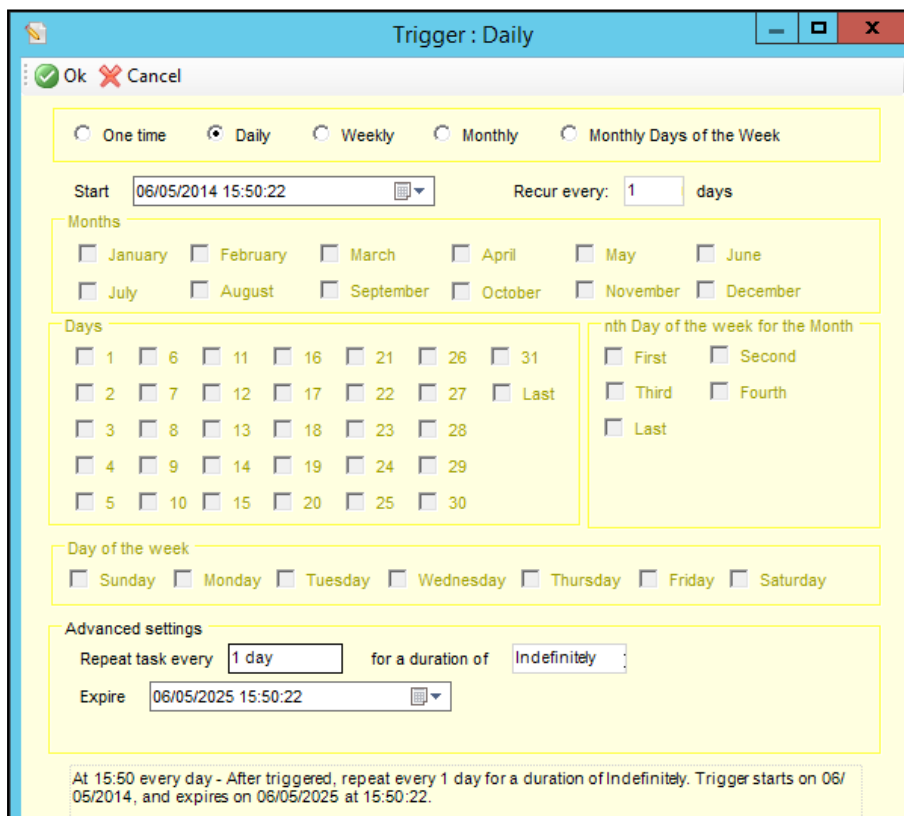 Trigger : Daily
Ok Cancel
One time Daily Weekly Monthly Monthly Days of the Week
Start 06/05/2014 15:50:22 Recur every: 1 days
Months
January February March April May June
July August September October November December
Days nth Day of the week for the Month
1 6 11 16 21 26 31 First Second
2 7 12 17 22 27 Last Third Fourth
3 8 13 18 23 28 Last
4 9 14 19 24 29
5 10 15 20 25 30
Day of the week
Sunday Monday Tuesday Wednesday Thursday Friday Saturday
Advanced settings
Repeat task every 1 day for a duration of Indefinitely
Expire 06/05/2025 15:50:22
At 15:50 every day - After triggered, repeat every 1 day for a duration of Indefinitely. Trigger starts on 06/
05/2014, and expires on 06/05/2025 at 15:50:22.